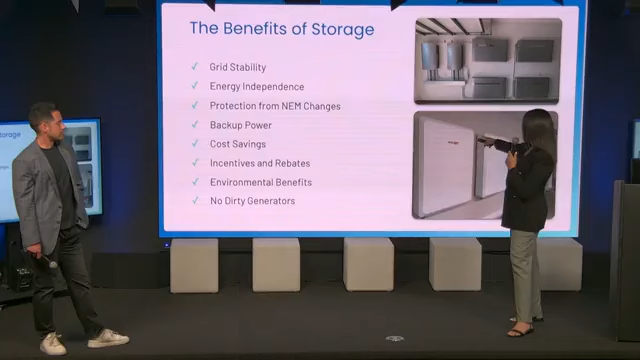 The Benefits of Storage
✓ Grid Stability
✓ Energy Independence
✓ Protection from NEM Changes
✓ Backup Power
✓ Cost Savings
✓ Incentives and Rebates
✓ Environmental Benefits
✓ No Dirty Generators
orage